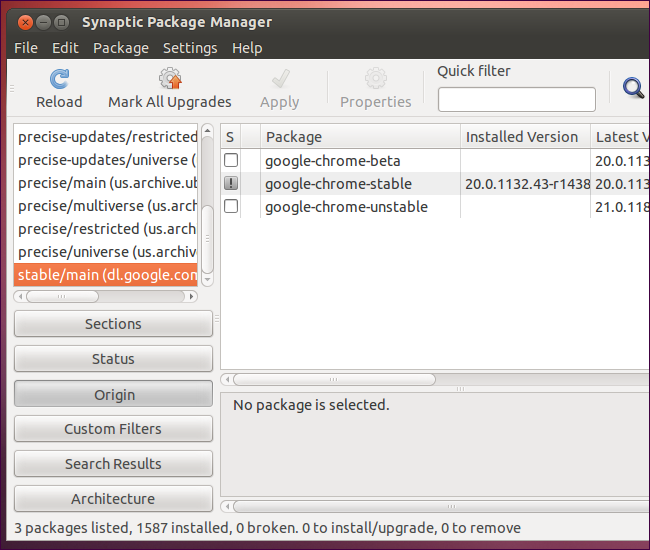 Synaptic Package Manager
File Edit Package Settings Help
Reload Mark All Upgrades Apply Properties
Quick filter
precise-updates/restricted
precise-updates/universe (
precise/main (us.archive.ub
precise/multiverse (us.arch
precise/restricted (us.arch
precise/universe (us.archiv
stable/main (dl.google.com
Sections
Status
Origin
Custom Filters
Search Results
Architecture
S Package Installed Version Latest V
google-chrome-beta 20.0.113
google-chrome-stable 20.0.1132.43-r1438 20.0.113
google-chrome-unstable 21.0.118
No package is selected.
3 packages listed, 1587 installed, 0 broken. 0 to install/upgrade, 0 to remove